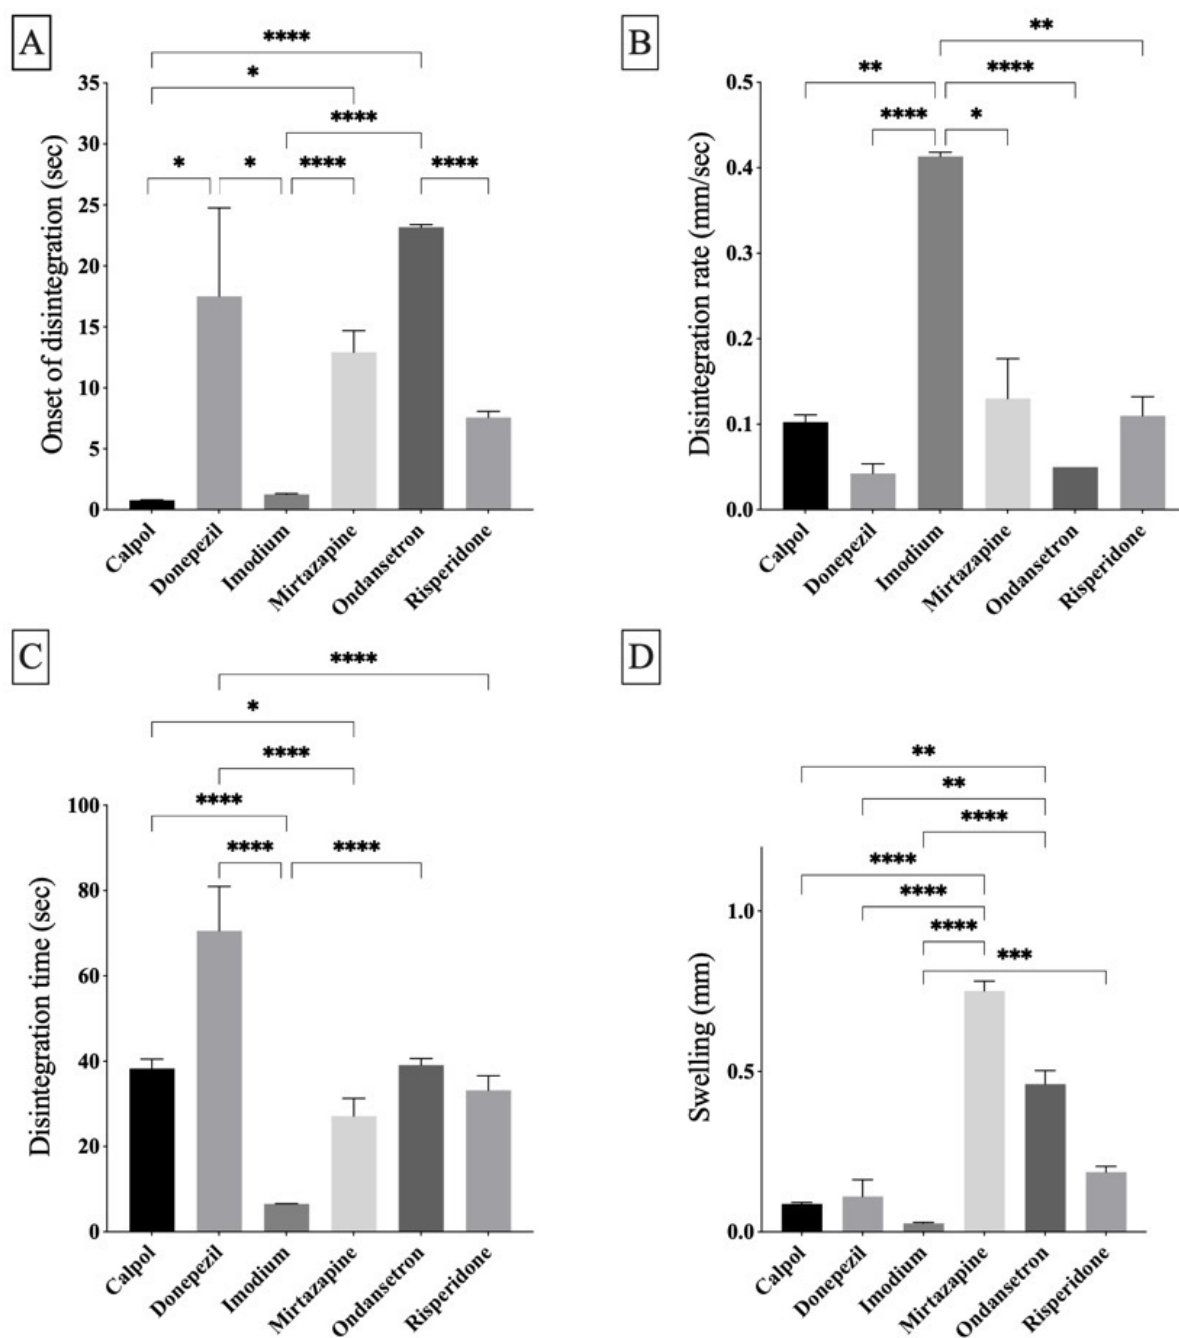 A
****
*
****
* * **** ****
Onset of disintegration (sec)
35
30
25
20
15
10
5
0
Calpol
Donepezil
Imodium
Mirtazapine
Ondansetron
Risperidone
B
**
** ****
**** *
Disintegration rate (mm/sec)
0.5
0.4
0.3
0.2
0.1
0.0
Calpol
Donepezil
Imodium
Mirtazapine
Ondansetron
Risperidone
C
****
*
****
****
**** ****
Disintegration time (sec)
100
80
60
40
20
0
Calpol
Donepezil
Imodium
Mirtazapine
Ondansetron
Risperidone
D
**
**
****
****
****
****
***
Swelling (mm)
1.0
0.5
0.0
Calpol
Donepezil
Imodium
Mirtazapine
Ondansetron
Risperidone